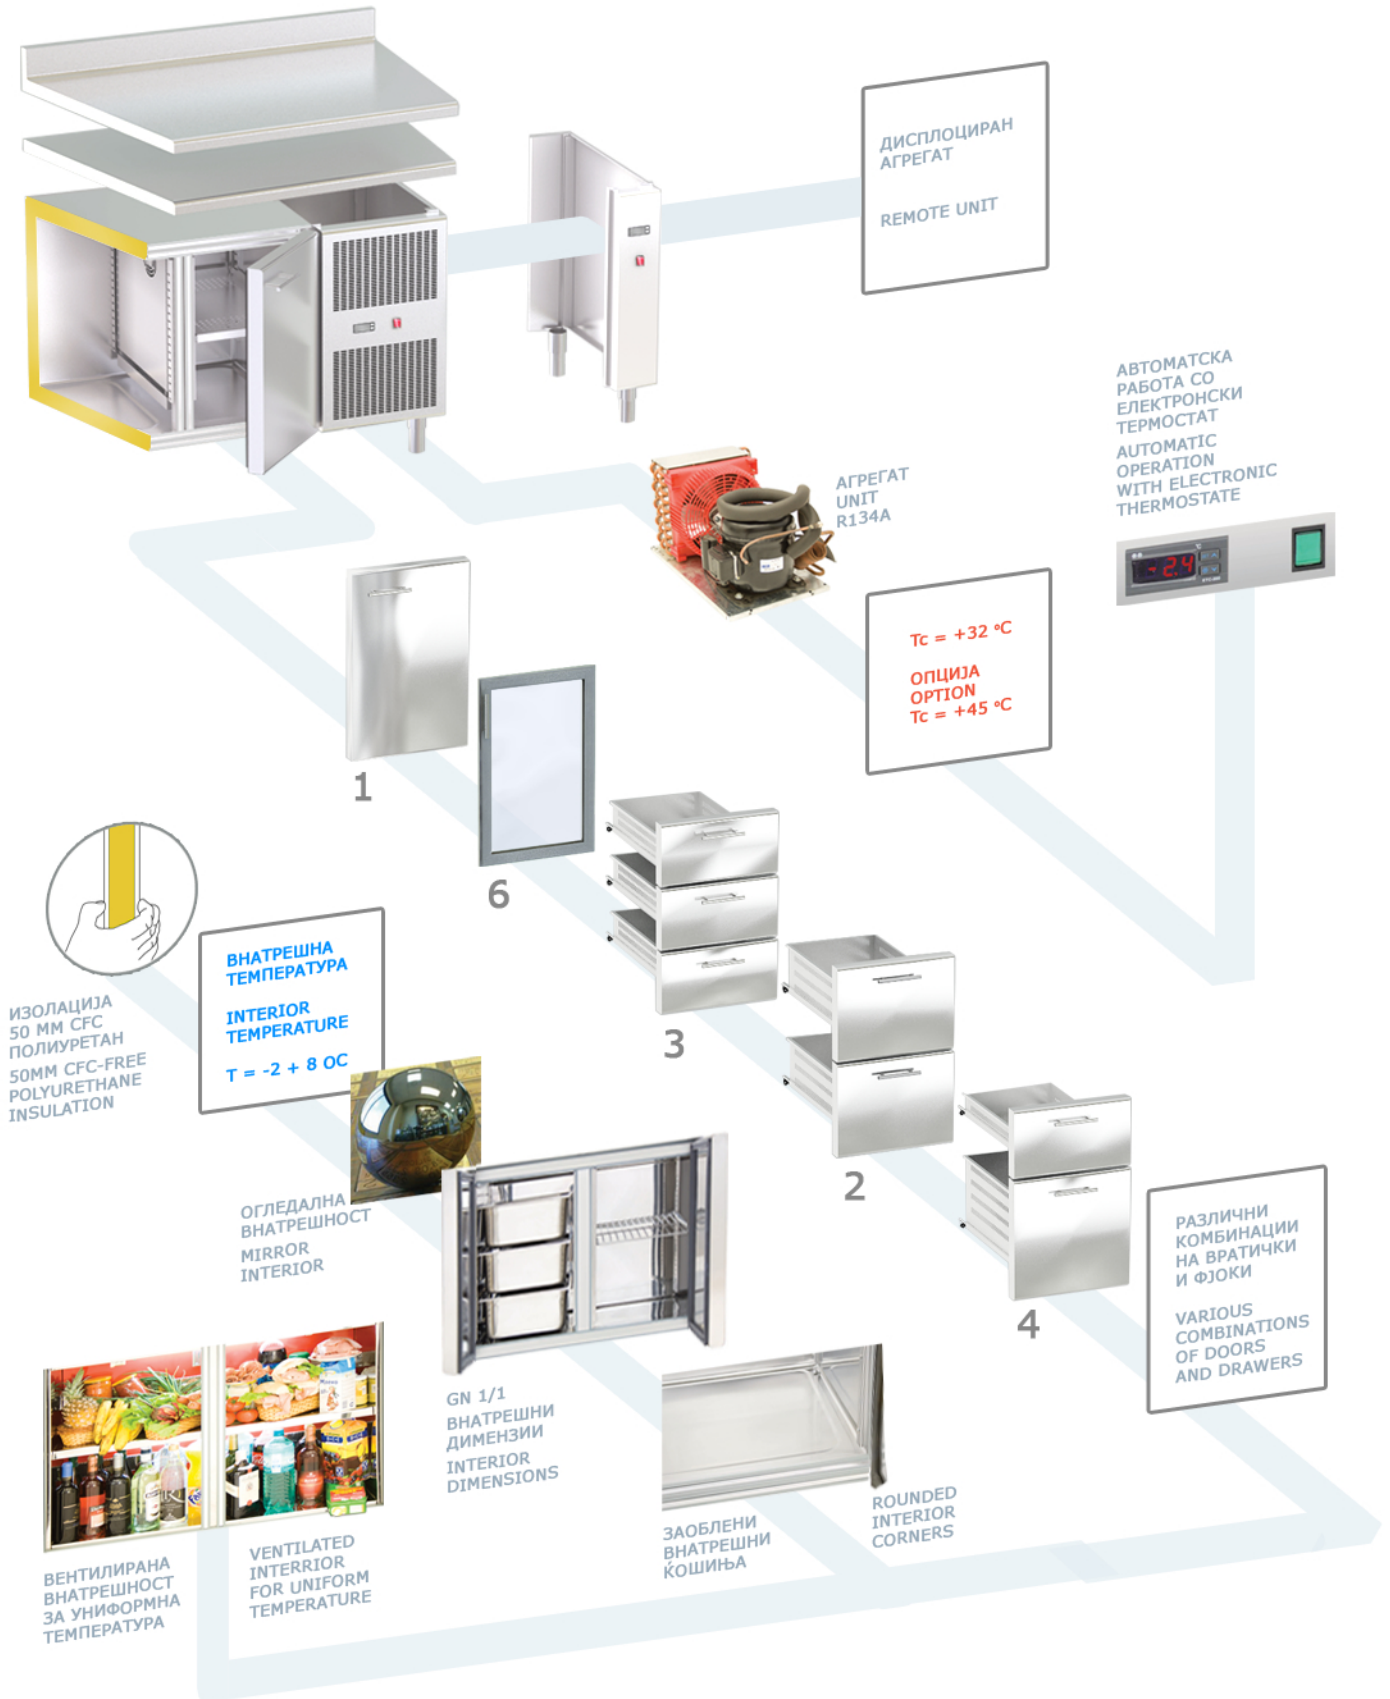 ДИСПЛОЦИРАН
АГРЕГАТ
REMOTE UNIT
АВТОМАТСКА
РАБОТА СО
ЕЛЕКТРОНСКИ
ТЕРМОСТАТ
AUTOMATIC
OPERATION
WITH ELECTRONIC
THERMOSTATE
-2.4
°C
АГРЕГАТ
UNIT
R134A
Tc = +32 °C
ОПЦИЈА
OPTION
Tc = +45 °C
1
6
3
2
4
ИЗОЛАЦИЈА
50 MM CFC
ПОЛИУРЕТАН
50MM CFC-FREE
POLYURETHANE
INSULATION
ВНАТРЕШНА
ТЕМПЕРАТУРА
INTERIOR
TEMPERATURE
T = -2 + 8 OC
ОГЛЕДАЛНА
ВНАТРЕШНОСТ
MIRROR
INTERIOR
РАЗЛИЧНИ
КОМБИНАЦИИ
НА ВРАТИЧКИ
И ФЈОКИ
VARIOUS
COMBINATIONS
OF DOORS
AND DRAWERS
GN 1/1
ВНАТРЕШНИ
ДИМЕНЗИИ
INTERIOR
DIMENSIONS
ЗАОБЛЕНИ
ВНАТРЕШНИ
ЌОШИЊА
ROUNDED
INTERIOR
CORNERS
ВЕНТИЛИРАНА
ВНАТРЕШНОСТ
ЗА УНИФОРМНА
ТЕМПЕРАТУРА
VENTILATED
INTERRIOR
FOR UNIFORM
TEMPERATURE